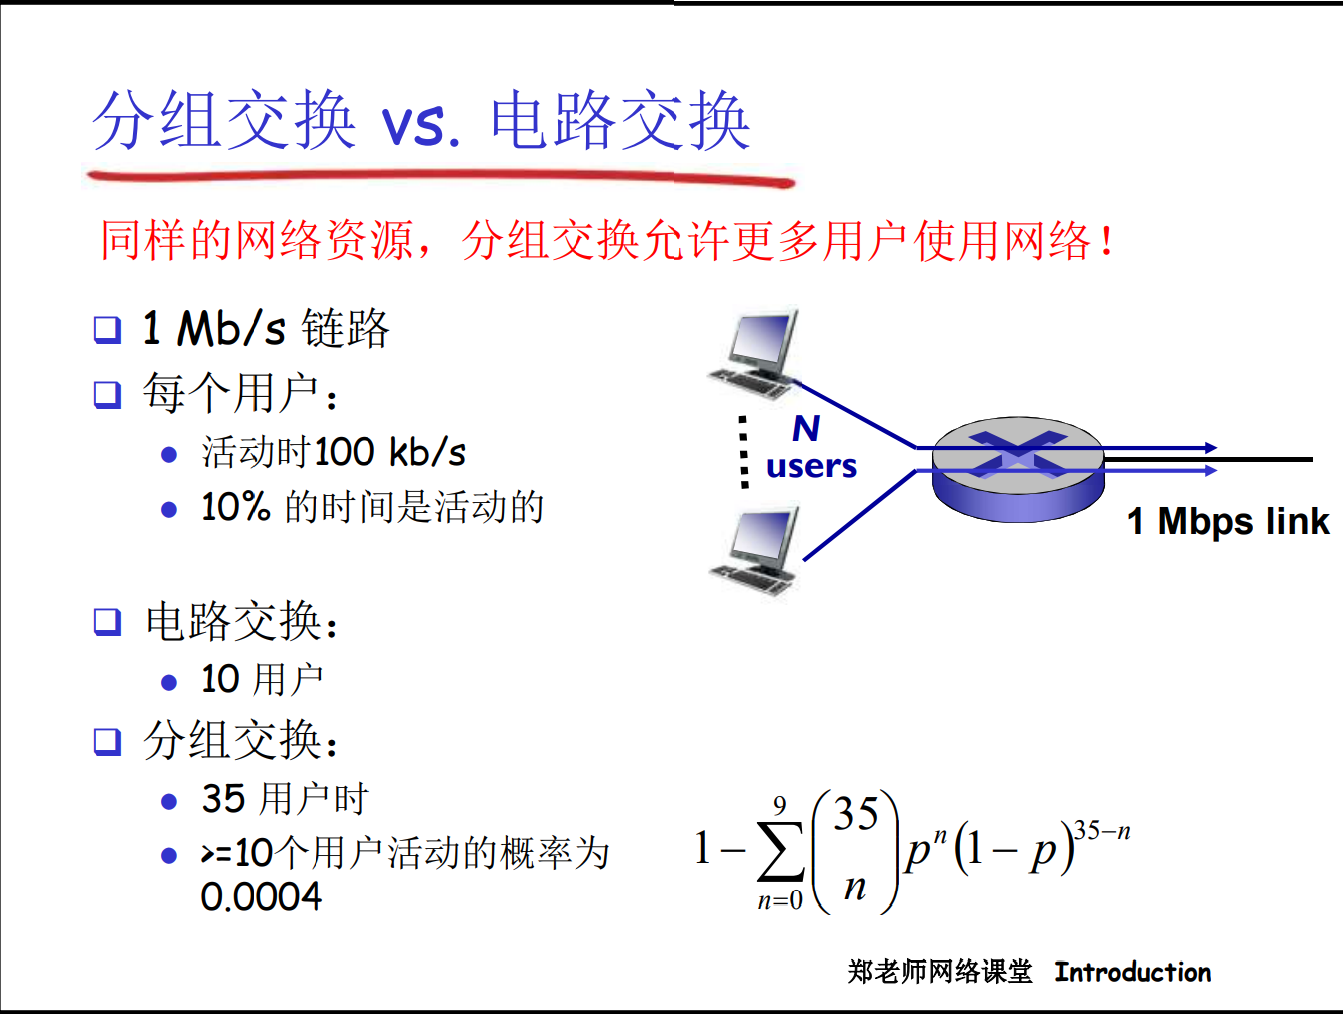 分组交换 vs. 电路交换
同样的网络资源，分组交换允许更多用户使用网络！
1 Mb/s 链路
每个用户：
活动时100 kb/s
10% 的时间是活动的
电路交换：
10 用户
分组交换：
35 用户时
>=10个用户活动的概率为
0.0004
N
users
1 Mbps link
1 − ∑_{n=0}^{9} (35 n) pⁿ(1 − p)^{35−n}
郑老师网络课堂 Introduction